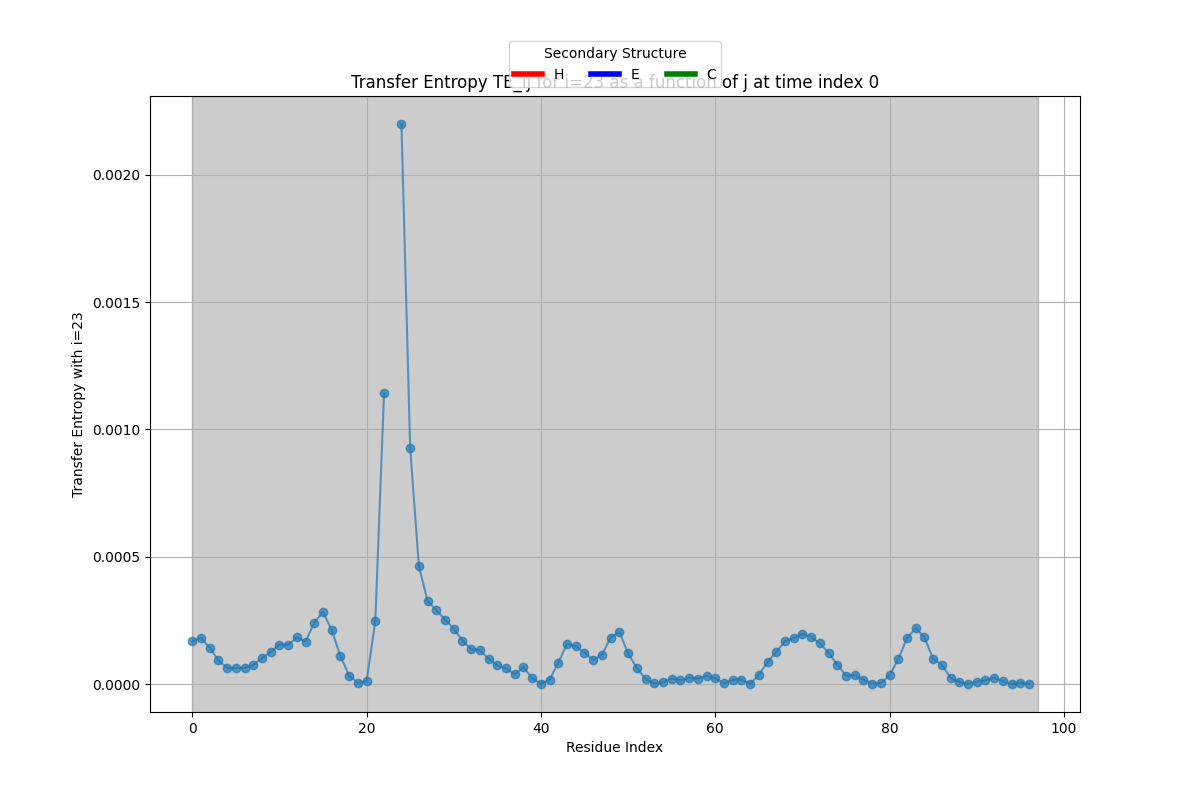 Secondary Structure
H E C
Transfer Entropy TE_ij for i=23 as a function of j at time index 0
Transfer Entropy with i=23
0.0020
0.0015
0.0010
0.0005
0.0000
0 20 40 60 80 100
Residue Index